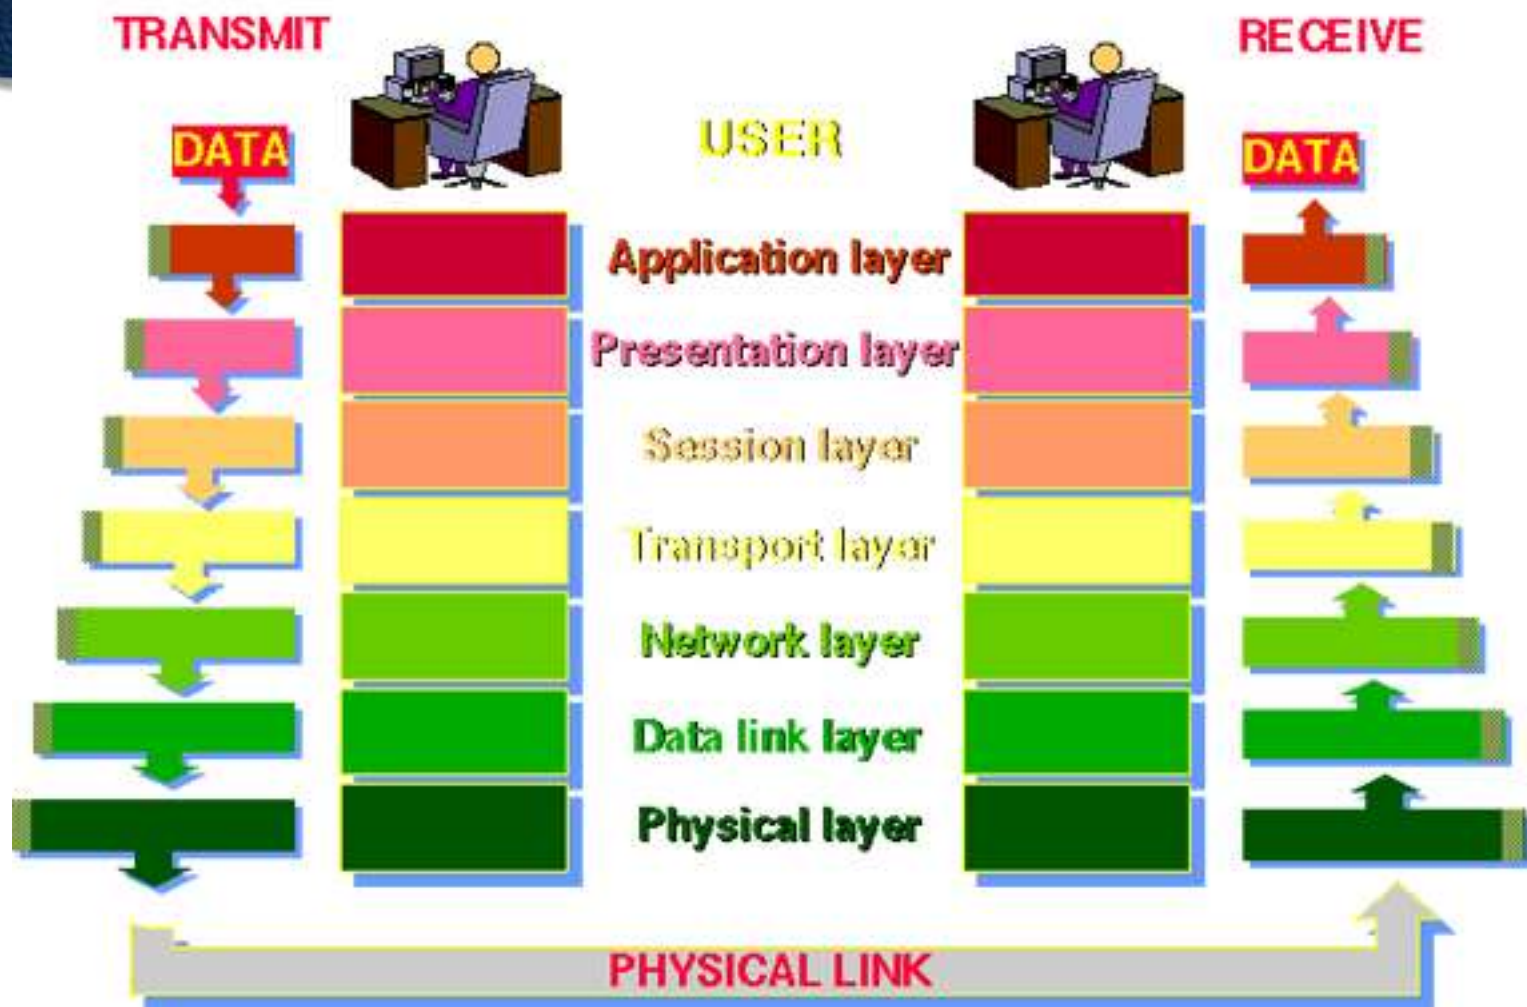 TRANSMIT
RECEIVE
DATA
USER
DATA
Application layer
Presentation layer
Session layer
Transport layer
Network layer
Data link layer
Physical layer
PHYSICAL LINK